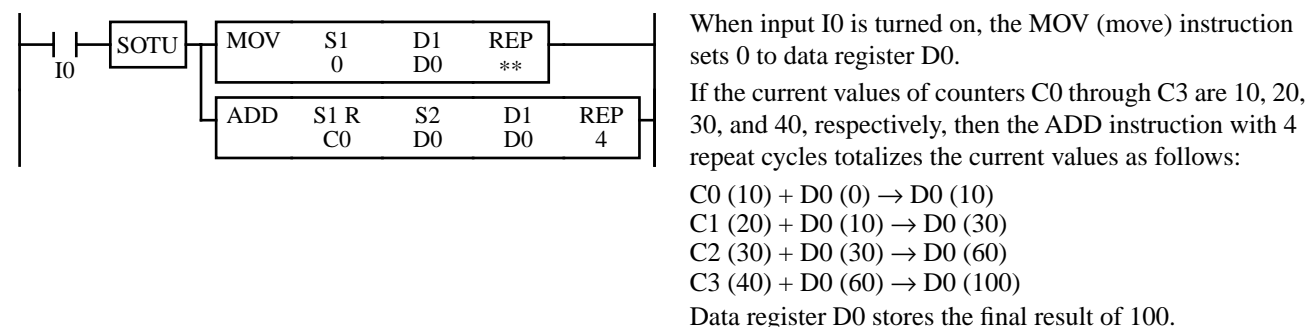 I0
SOTU
MOV S1 D1 REP
0 D0 **
ADD S1 R S2 D1 REP
C0 D0 D0 4
When input I0 is turned on, the MOV (move) instruction
sets 0 to data register D0.
If the current values of counters C0 through C3 are 10, 20,
30, and 40, respectively, then the ADD instruction with 4
repeat cycles totalizes the current values as follows:
C0 (10) + D0 (0) → D0 (10)
C1 (20) + D0 (10) → D0 (30)
C2 (30) + D0 (30) → D0 (60)
C3 (40) + D0 (60) → D0 (100)
Data register D0 stores the final result of 100.